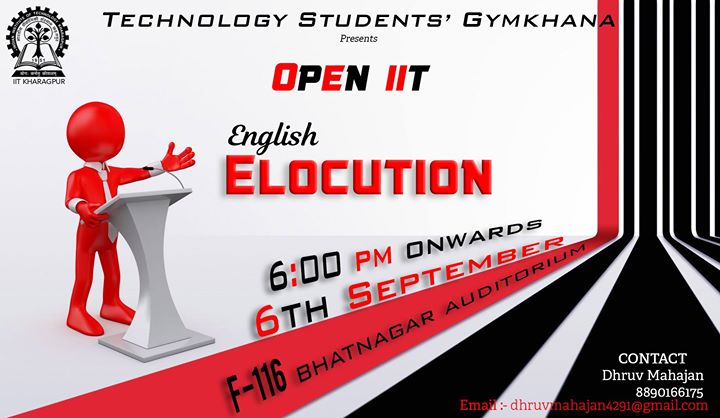 TECHNOLOGY STUDENTS' GYMKHANA
Presents
IIT KHARAGPUR
OPEN IIT
English
ELOCUTION
6:00 PM ONWARDS
6TH SEPTEMBER
F-116 BHATNAGAR AUDITORIUM
CONTACT
Dhruv Mahajan
8890166175
Email :- dhruvmahajan4291@gmail.com